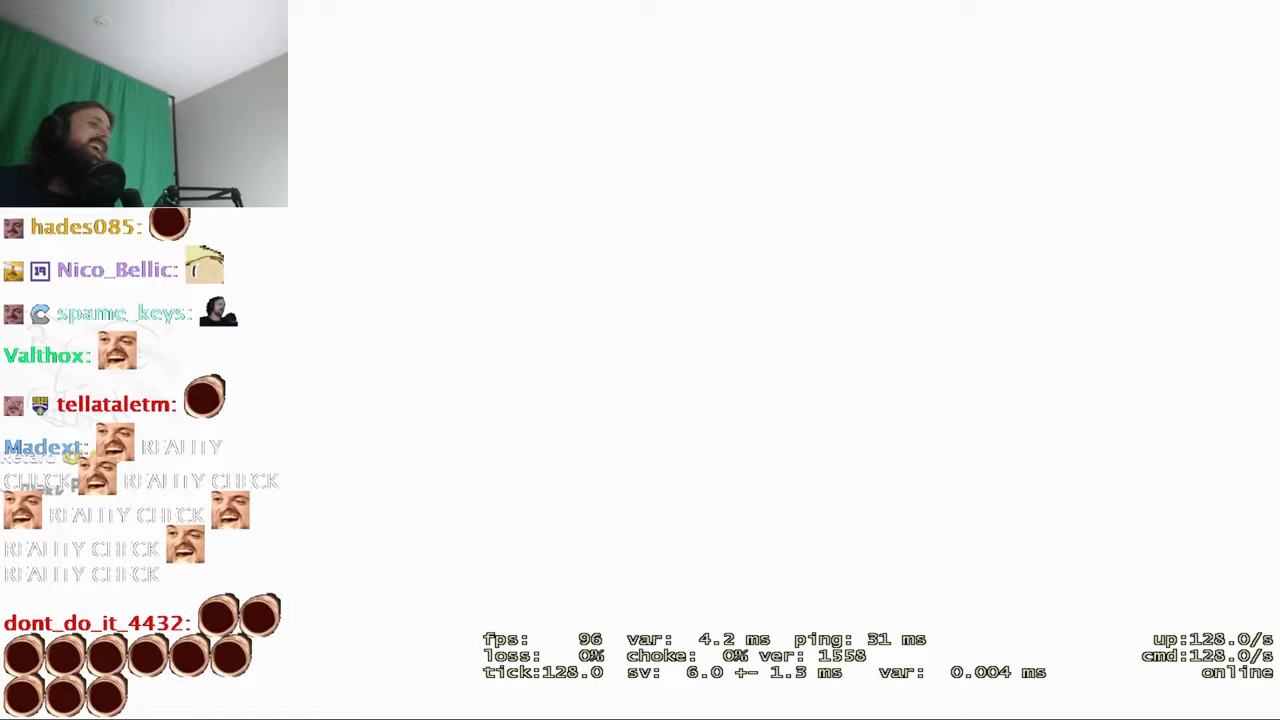 hades085:
19 Nico_Bellic:
spame_keys:
Valthox:
tellataletm:
Madext: REALITY
CHECK REALITY CHECK
REALITY CHECK
REALITY CHECK
REALITY CHECK
dont_do_it_4432:
fps: 96 var: 4.2 ms ping: 31 ms up:128.0/s
loss: 0% choke: 0% ver: 1558 cmd:128.0/s
tick:128.0 sv: 6.0 +- 1.3 ms var: 0.004 ms online